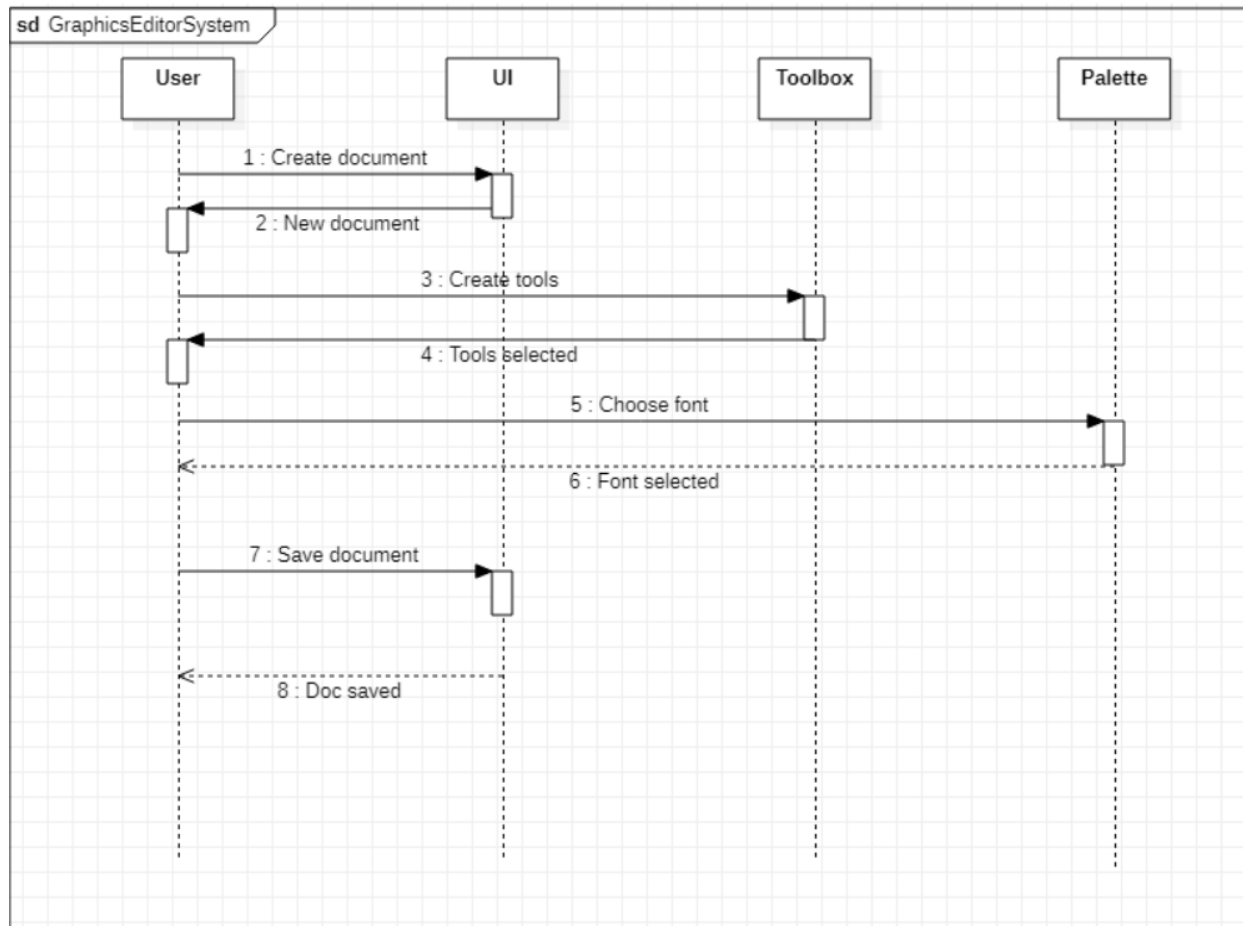 sd GraphicsEditorSystem
User
UI
Toolbox
Palette
1 : Create document
2 : New document
3 : Create tools
4 : Tools selected
5 : Choose font
6 : Font selected
7 : Save document
8 : Doc saved